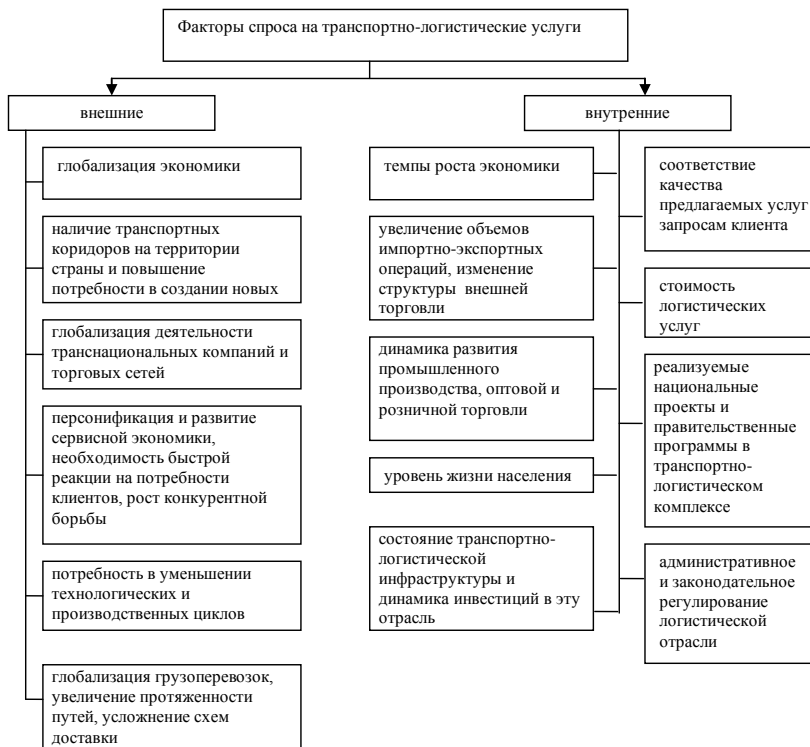 Факторы спроса на транспортно-логистические услуги
внешние
глобализация экономики
наличие транспортных
коридоров на территории
страны и повышение
потребности в создании новых
глобализация деятельности
транснациональных компаний и
торговых сетей
персонификация и развитие
сервисной экономики,
необходимость быстрой
реакции на потребности
клиентов, рост конкурентной
борьбы
потребность в уменьшении
технологических и
производственных циклов
глобализация грузоперевозок,
увеличение протяженности
путей, усложнение схем
доставки
внутренние
темпы роста экономики
увеличение объемов
импортно-экспортных
операций, изменение
структуры внешней
торговли
динамика развития
промышленного
производства, оптовой и
розничной торговли
уровень жизни населения
состояние транспортно-
логистической
инфраструктуры и
динамика инвестиций в эту
отрасль
соответствие
качества
предлагаемых услуг
запросам клиента
стоимость
логистических
услуг
реализуемые
национальные
проекты и
правительственные
программы в
транспортно-
логистическом
комплексе
административное
и законодательное
регулирование
логистической
отрасли